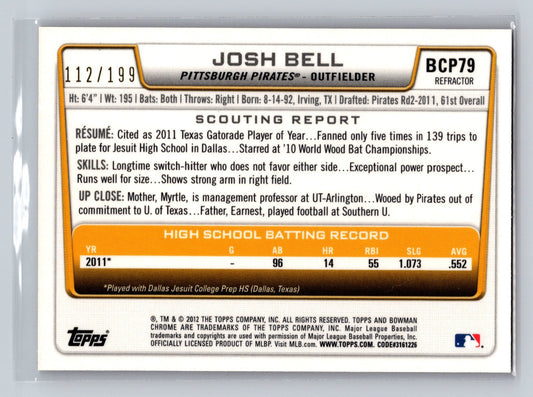 JOSH BELL
PITTSBURGH PIRATES® - OUTFIELDER
112/199
BCP79
REFRACTOR
Ht: 6'4" | Wt: 195 | Bats: Both | Throws: Right | Born: 8-14-92, Irving, TX | Drafted: Pirates Rd2-2011, 61st Overall
SCOUTING REPORT
RÉSUMÉ: Cited as 2011 Texas Gatorade Player of Year...Fanned only five times in 139 trips to
plate for Jesuit High School in Dallas...Starred at '10 World Wood Bat Championships.
SKILLS: Longtime switch-hitter who does not favor either side...Exceptional power prospect...
Runs well for size...Shows strong arm in right field.
UP CLOSE: Mother, Myrtle, is management professor at UT-Arlington...Wooed by Pirates out of
commitment to U. of Texas...Father, Earnest, played football at Southern U.
HIGH SCHOOL BATTING RECORD
YR G AB HR RBI SLG AVG
2011* - 96 14 55 1.073 .552
*Played with Dallas Jesuit College Prep HS (Dallas, Texas)
®, TM & © 2012 THE TOPPS COMPANY, INC. ALL RIGHTS RESERVED. TOPPS AND BOWMAN
CHROME ARE TRADEMARKS OF THE TOPPS COMPANY, INC. Major League Baseball
trademarks and copyrights are used with permission of Major League Baseball Properties, Inc.
OFFICIALLY LICENSED PRODUCT OF MLBP. Visit MLB.com. WWW.TOPPS.COM. CODE#3161226
Topps